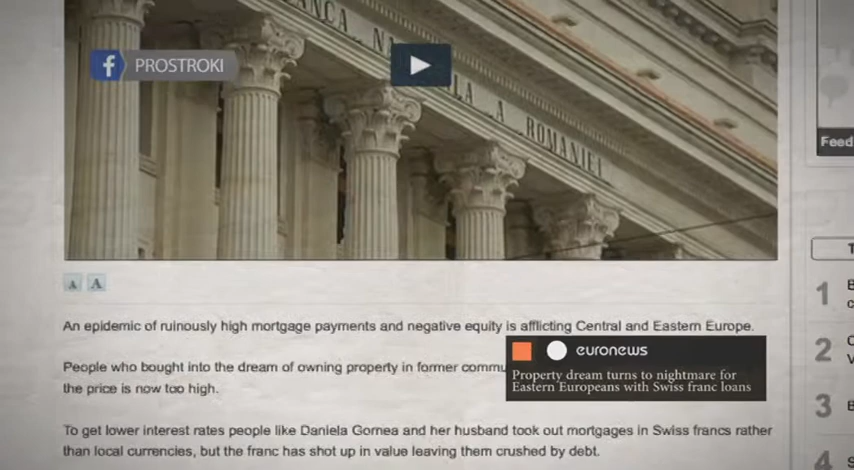 BANCA NA
LA A ROMANIEI
PROSTROKI
Feed
A A
An epidemic of ruinously high mortgage payments and negative equity is afflicting Central and Eastern Europe.
People who bought into the dream of owning property in former commu
the price is now too high.
euronews
Property dream turns to nightmare for
Eastern Europeans with Swiss franc loans
To get lower interest rates people like Daniela Gornea and her husband took out mortgages in Swiss francs rather
than local currencies, but the franc has shot up in value leaving them crushed by debt.
T
1 B
c
2 C
V
3 B
4 S